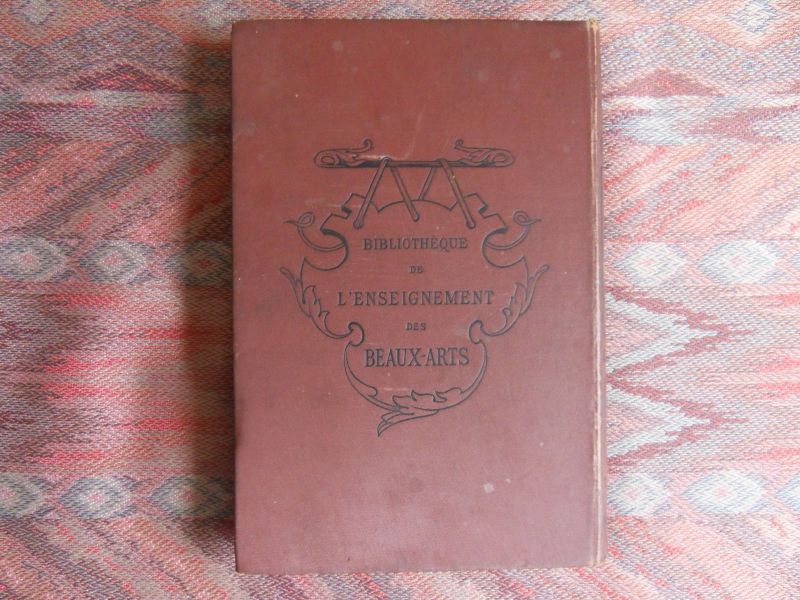 BIBLIOTHÈQUE
DE
L'ENSEIGNEMENT
DES
BEAUX-ARTS